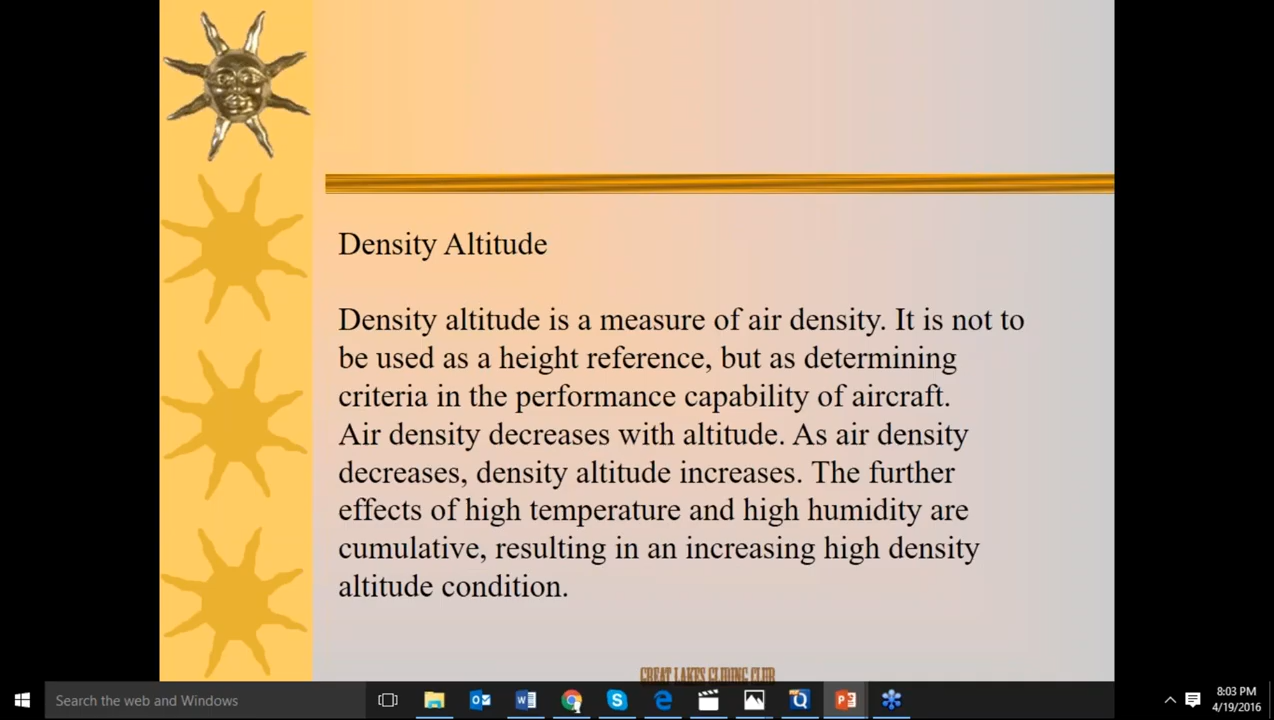 Density Altitude
Density altitude is a measure of air density. It is not to
be used as a height reference, but as determining
criteria in the performance capability of aircraft.
Air density decreases with altitude. As air density
decreases, density altitude increases. The further
effects of high temperature and high humidity are
cumulative, resulting in an increasing high density
altitude condition.
GREAT LAKES GLIDING CLUB
Search the web and Windows
8:03 PM
4/19/2016